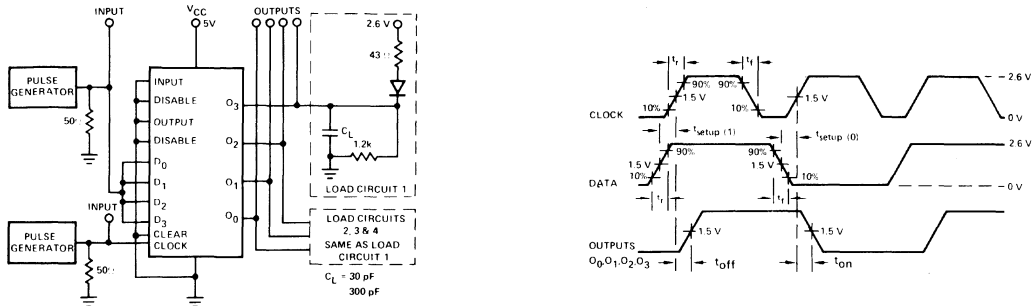 INPUT
VCC
5V
OUTPUTS
2.6 V
43 Ω
PULSE
GENERATOR
50Ω
INPUT
DISABLE
OUTPUT
DISABLE
D0
D1
D2
D3
CLEAR
CLOCK
O3
O2
O1
O0
CL
1.2k
LOAD CIRCUIT 1
INPUT
PULSE
GENERATOR
50Ω
LOAD CIRCUITS
2, 3 & 4
SAME AS LOAD
CIRCUIT 1
CL = 30 pF
300 pF
CLOCK
tr
tf
90%
90%
1.5 V
10%
10%
1.5 V
2.6 V
0 V
tsetup (1)
tsetup (0)
DATA
90%
90%
1.5 V
1.5 V
10%
10%
tr
tf
2.6 V
0 V
OUTPUTS
O0,O1,O2,O3
1.5 V
1.5 V
toff
ton